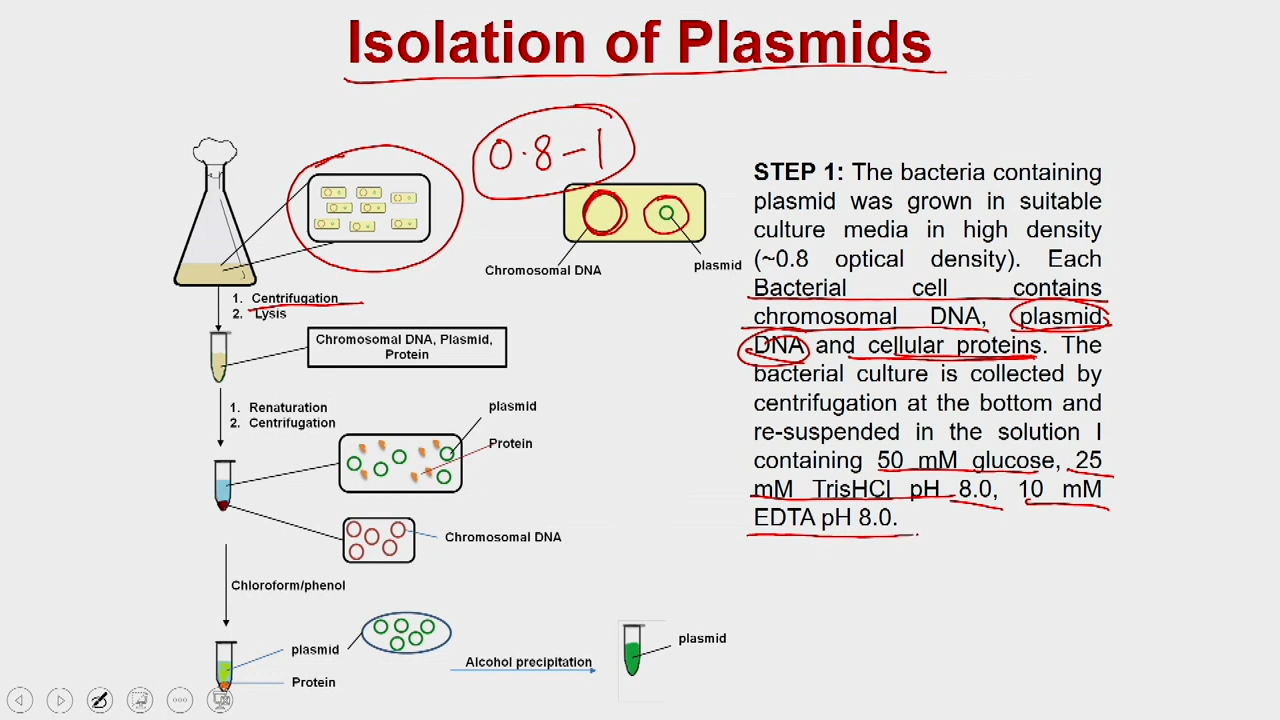 Isolation of Plasmids
0.8-1
Chromosomal DNA
plasmid
1. Centrifugation
2. Lysis
Chromosomal DNA, Plasmid,
Protein
1. Renaturation
2. Centrifugation
plasmid
Protein
Chromosomal DNA
Chloroform/phenol
plasmid
Protein
Alcohol precipitation
plasmid
STEP 1: The bacteria containing
plasmid was grown in suitable
culture media in high density
(~0.8 optical density). Each
Bacterial cell contains
chromosomal DNA, plasmid
DNA and cellular proteins. The
bacterial culture is collected by
centrifugation at the bottom and
re-suspended in the solution I
containing 50 mM glucose, 25
mM TrisHCl pH 8.0, 10 mM
EDTA pH 8.0.